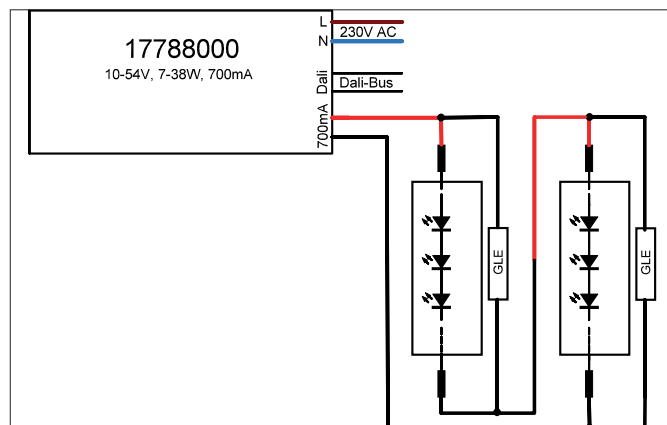 17788000
10-54V, 7-38W, 700mA
L
230V AC
N
Dali
Dali-Bus
700mA
GLE
GLE